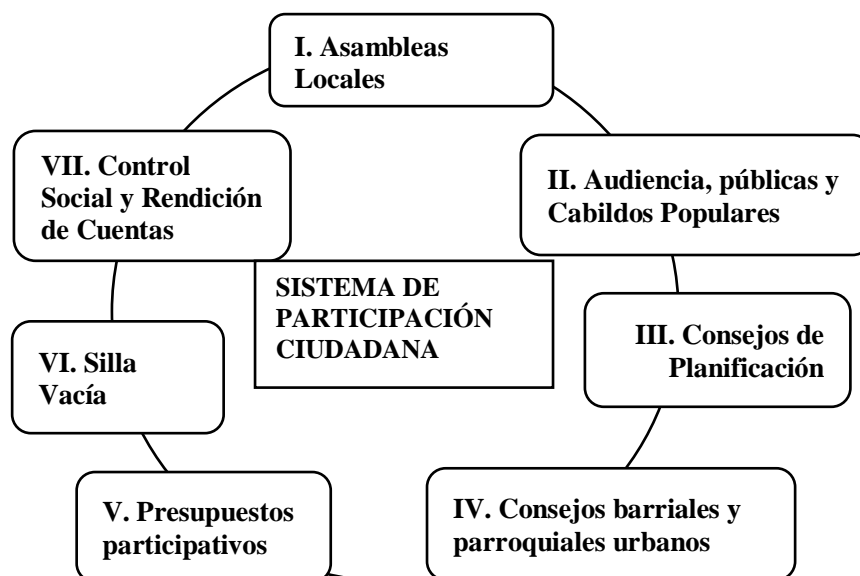 I. Asambleas
Locales
II. Audiencia, públicas y
Cabildos Populares
III. Consejos de
Planificación
IV. Consejos barriales y
parroquiales urbanos
V. Presupuestos
participativos
VI. Silla
Vacía
VII. Control
Social y Rendición
de Cuentas
SISTEMA DE
PARTICIPACIÓN
CIUDADANA